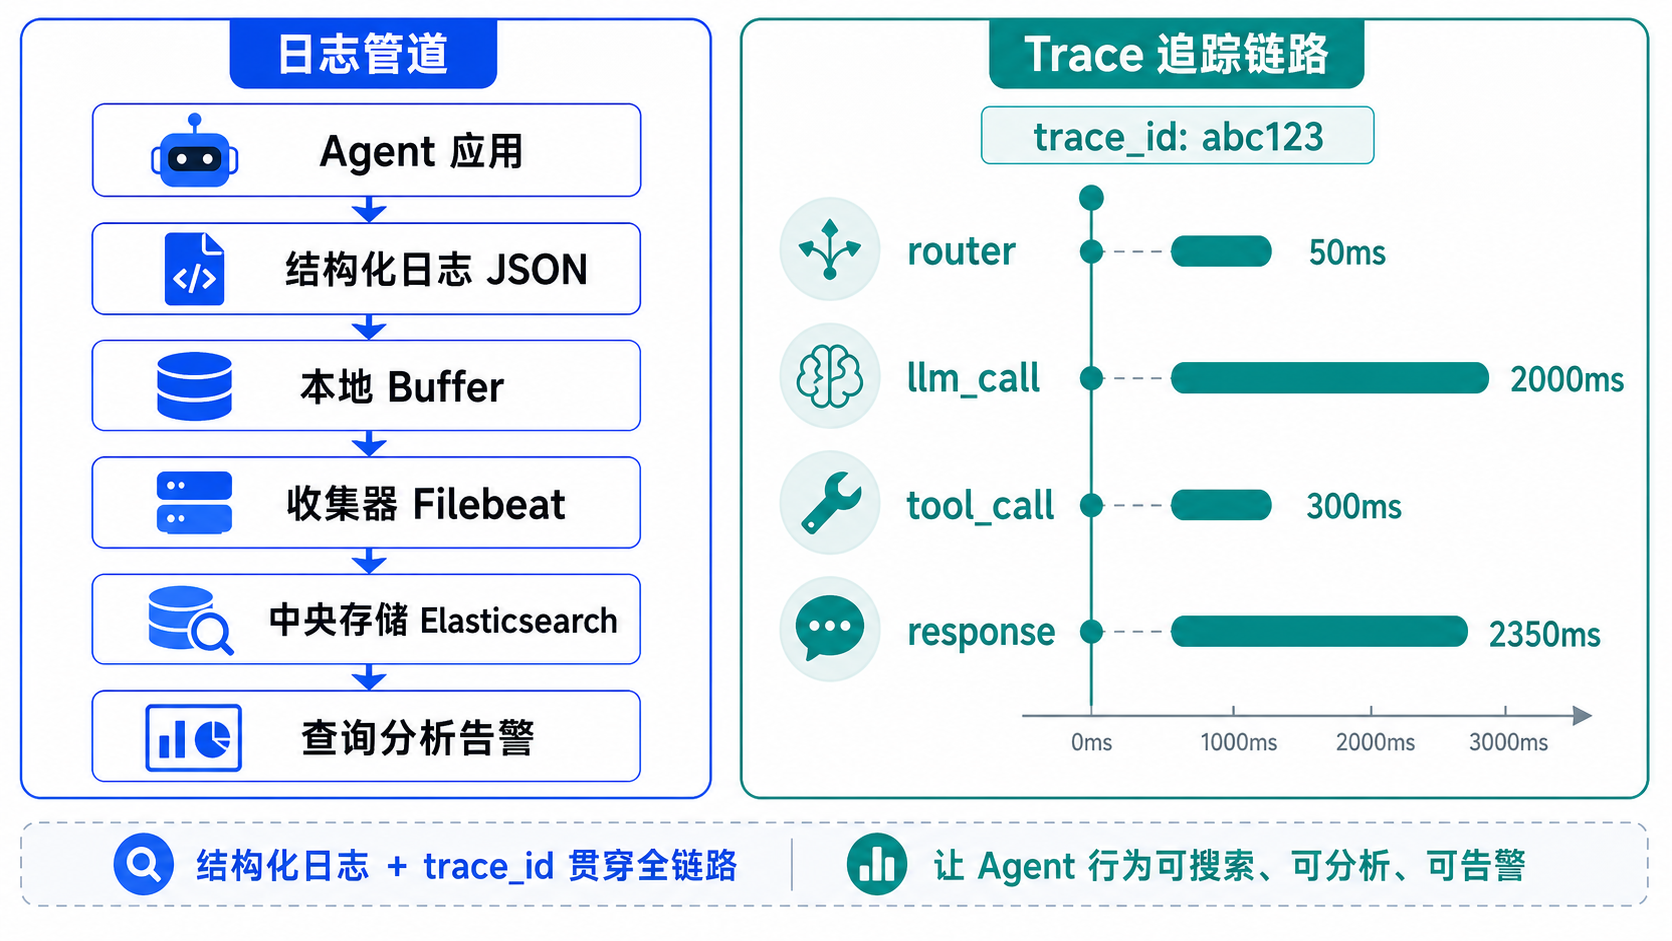 日志管道
Agent 应用
</>
结构化日志 JSON
本地 Buffer
收集器 Filebeat
中央存储 Elasticsearch
查询分析告警
Trace 追踪链路
trace_id: abc123
router 50ms
llm_call 2000ms
tool_call 300ms
response 2350ms
0ms 1000ms 2000ms 3000ms
结构化日志 + trace_id 贯穿全链路
让 Agent 行为可搜索、可分析、可告警